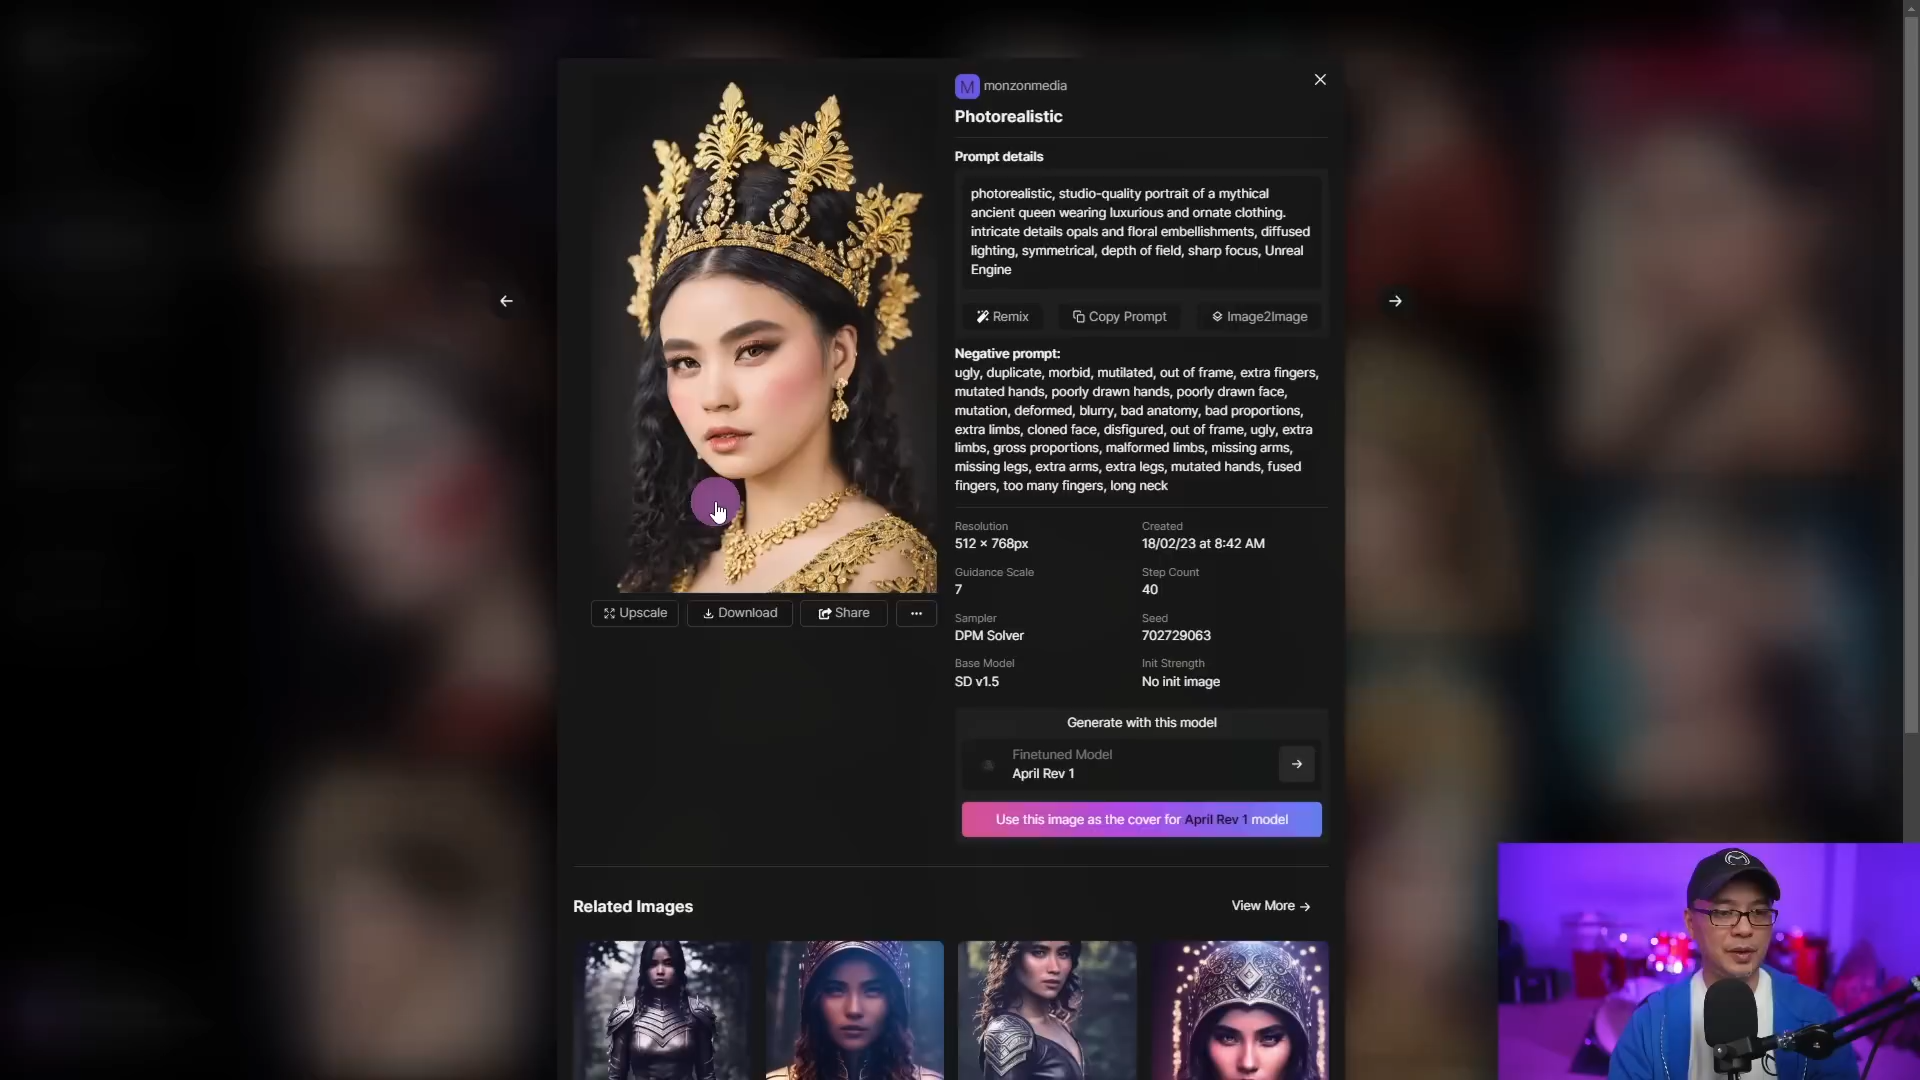 M monzonmedia
Photorealistic
Prompt details
photorealistic, studio-quality portrait of a mythical
ancient queen wearing luxurious and ornate clothing.
intricate details opals and floral embellishments, diffused
lighting, symmetrical, depth of field, sharp focus, Unreal
Engine
Remix
Copy Prompt
Image2Image
Negative prompt:
ugly, duplicate, morbid, mutilated, out of frame, extra fingers,
mutated hands, poorly drawn hands, poorly drawn face,
mutation, deformed, blurry, bad anatomy, bad proportions,
extra limbs, cloned face, disfigured, out of frame, ugly, extra
limbs, gross proportions, malformed limbs, missing arms,
missing legs, extra arms, extra legs, mutated hands, fused
fingers, too many fingers, long neck
Resolution
512 × 768px
Created
18/02/23 at 8:42 AM
Guidance Scale
7
Step Count
40
Sampler
DPM Solver
Seed
702729063
Base Model
SD v1.5
Init Strength
No init image
Upscale
Download
Share
Generate with this model
Finetuned Model
April Rev 1
Use this image as the cover for April Rev 1 model
Related Images
View More